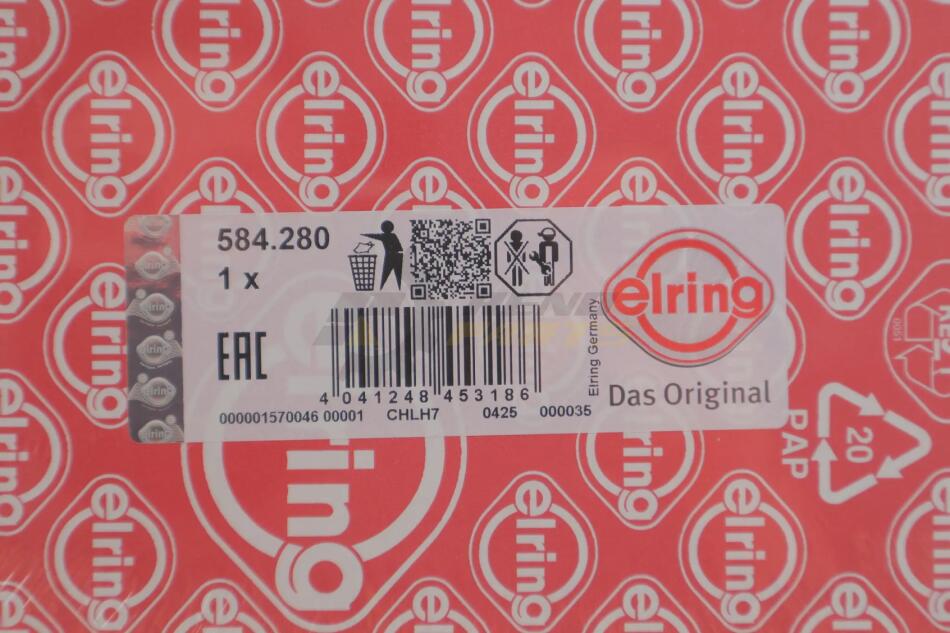 584.280
1 x
EAC
elring
Das Original
Elring Germany
4 041248 453186
000001570046 00001 CHLH7 0425 000035
20
PAP
elring